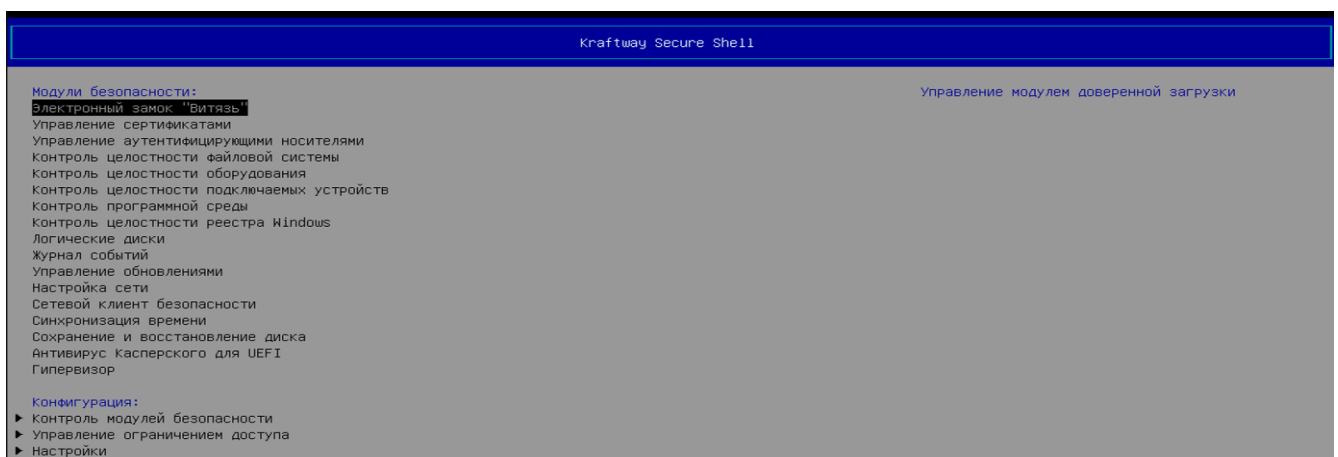 Kraftway Secure Shell
Модули безопасности:
Управление модулем доверенной загрузки
Электронный замок "Витязь"
Управление сертификатами
Управление аутентифицирующими носителями
Контроль целостности файловой системы
Контроль целостности оборудования
Контроль целостности подключаемых устройств
Контроль программной среды
Контроль целостности реестра Windows
Логические диски
Журнал событий
Управление обновлениями
Настройка сети
Сетевой клиент безопасности
Синхронизация времени
Сохранение и восстановление диска
Антивирус Касперского для UEFI
Гипервизор
Конфигурация:
Контроль модулей безопасности
Управление ограничением доступа
Настройки